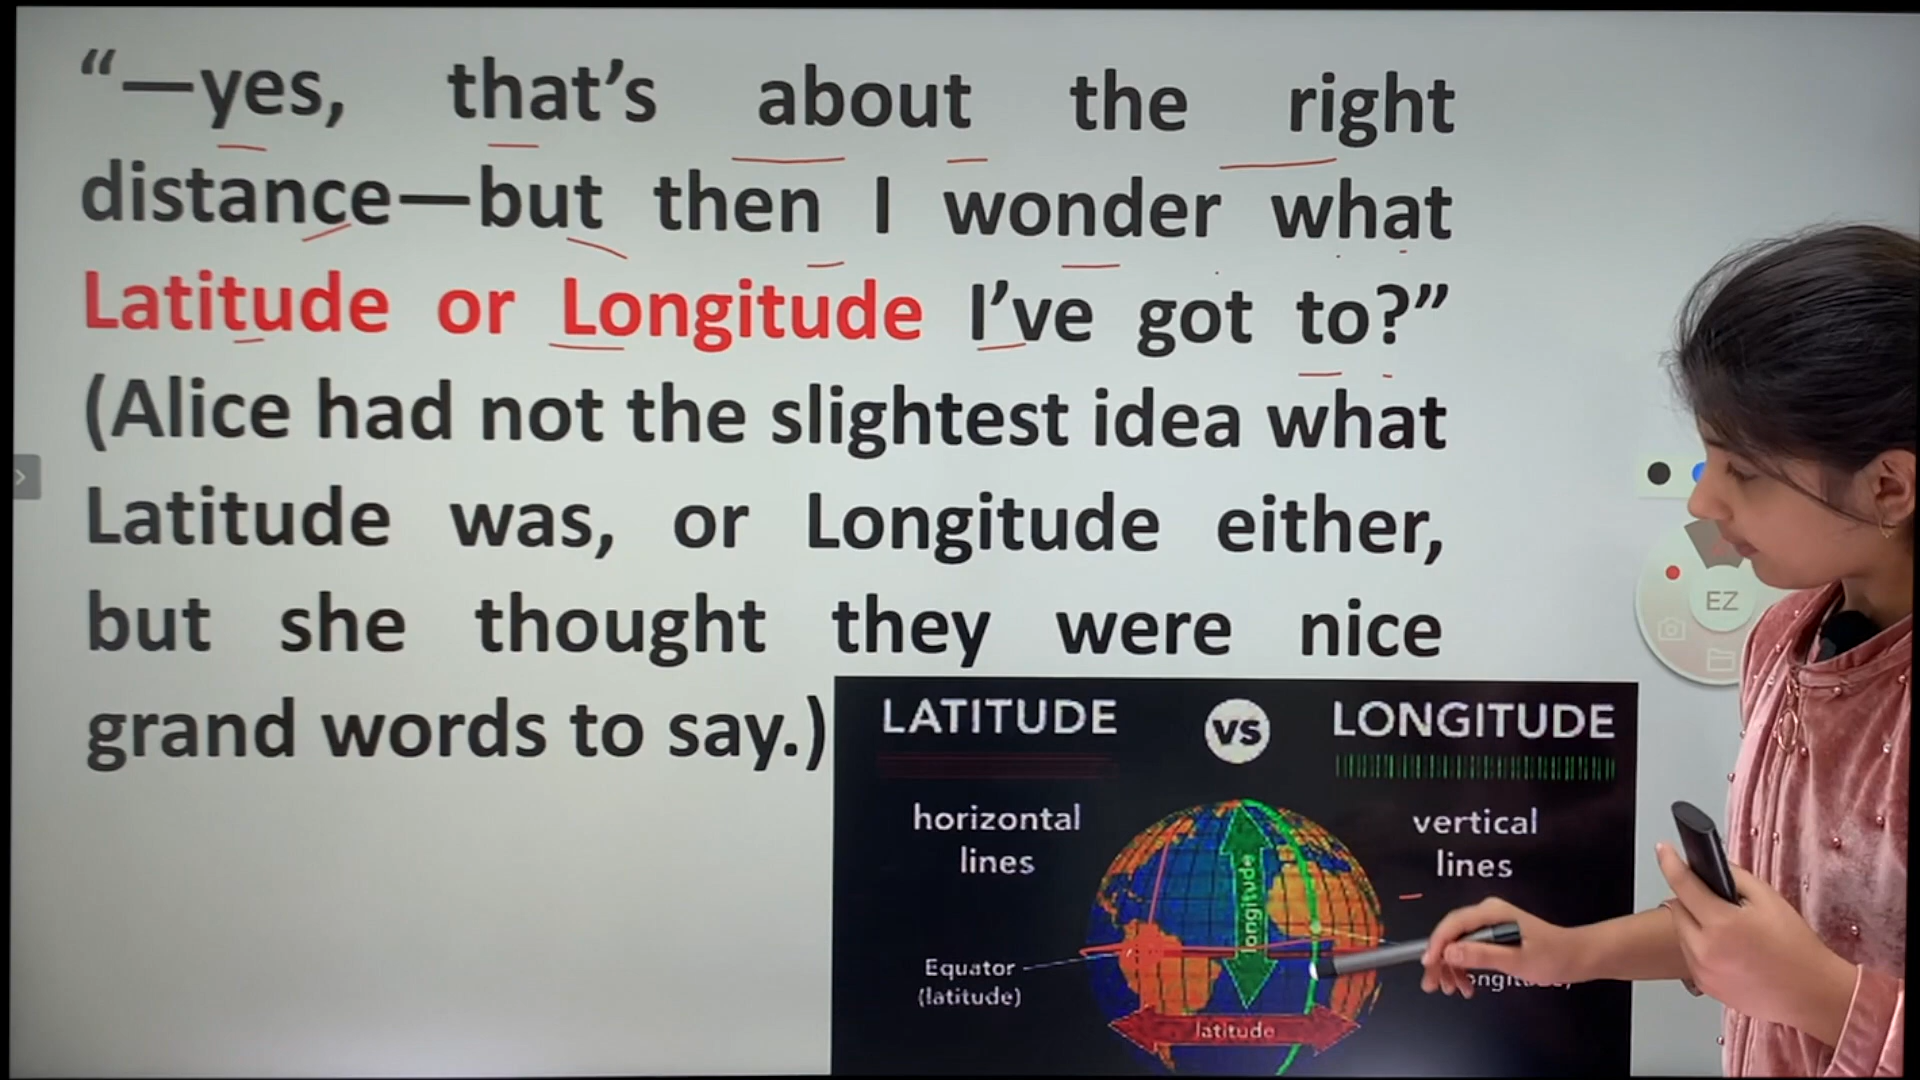 “—yes, that’s about the right
distance—but then I wonder what
Latitude or Longitude I’ve got to?”
(Alice had not the slightest idea what
Latitude was, or Longitude either,
but she thought they were nice
grand words to say.)
LATITUDE vs LONGITUDE
horizontal
lines
vertical
lines
longitude
Equator
(latitude)
latitude
EZ